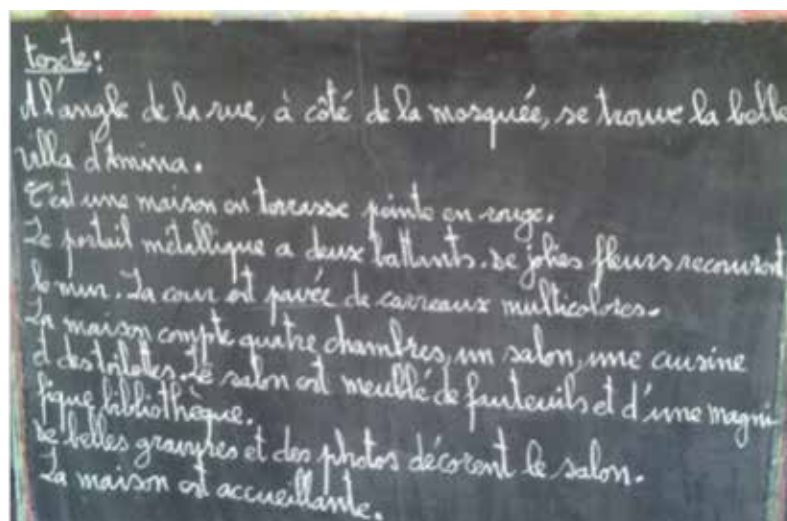 texte:
A l'angle de la rue, à côté de la mosquée, se trouve la belle
villa d'Amina.
C'est une maison en terrasse peinte en rouge.
Le portail métallique a deux battants. De jolies fleurs recouvrent
le mur. La cour est pavée de carreaux multicolores.
La maison compte quatre chambres, un salon, une cuisine
et des toilettes. Le salon est meublé de fauteuils et d'une magni
fique bibliothèque.
De belles gravures et des photos décorent le salon.
La maison est accueillante.